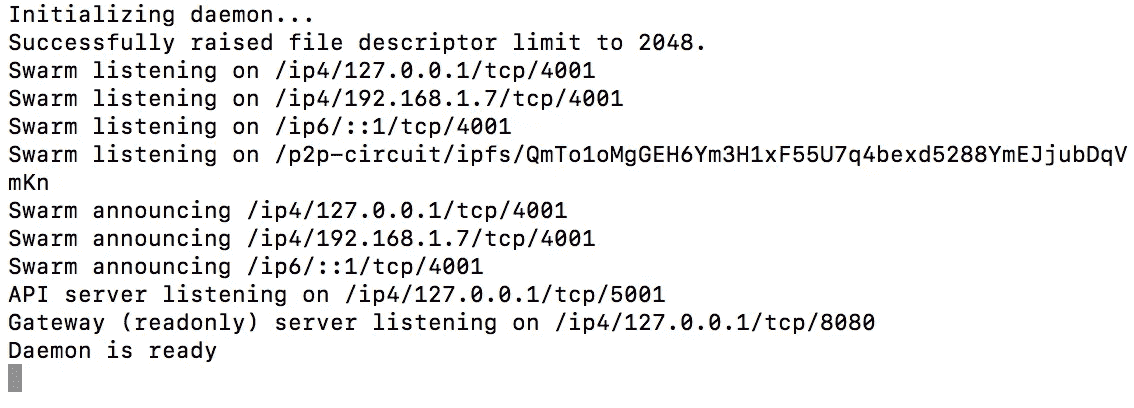 Initializing daemon...
Successfully raised file descriptor limit to 2048.
Swarm listening on /ip4/127.0.0.1/tcp/4001
Swarm listening on /ip4/192.168.1.7/tcp/4001
Swarm listening on /ip6/::1/tcp/4001
Swarm listening on /p2p-circuit/ipfs/QmTo1oMgGEH6Ym3H1xF55U7q4bexd5288YmEJjubDqV
mKn
Swarm announcing /ip4/127.0.0.1/tcp/4001
Swarm announcing /ip4/192.168.1.7/tcp/4001
Swarm announcing /ip6/::1/tcp/4001
API server listening on /ip4/127.0.0.1/tcp/5001
Gateway (readonly) server listening on /ip4/127.0.0.1/tcp/8080
Daemon is ready